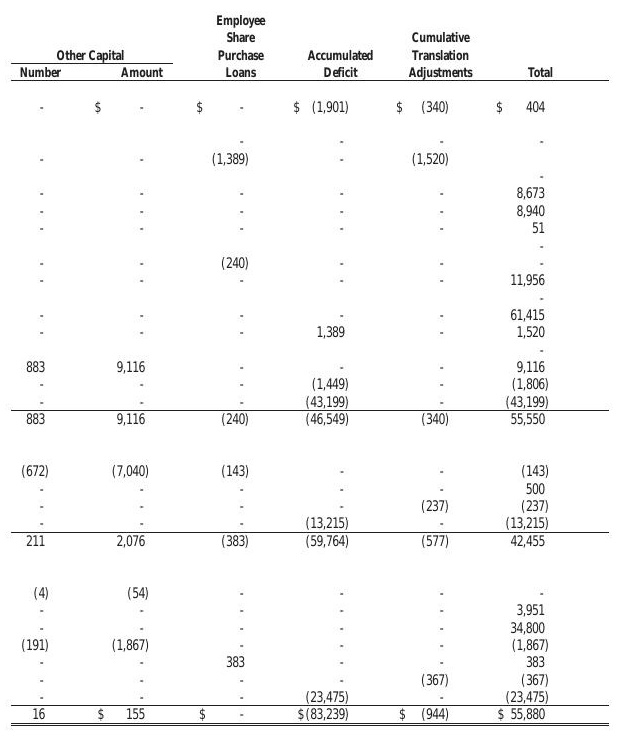 Employee
Share Cumulative
Other Capital Purchase Accumulated Translation
Number Amount Loans Deficit Adjustments Total
- $ - $ - $ (1,901) $ (340) $ 404
- - - -
- - (1,389) - (1,520)
-
- - - - - 8,673
- - - - - 8,940
- - - - - 51
-
- - (240) - - -
- - - - - 11,956
-
- - - - - 61,415
- - - 1,389 - 1,520
-
883 9,116 - - - 9,116
- - - (1,449) - (1,806)
- - - (43,199) - (43,199)
883 9,116 (240) (46,549) (340) 55,550
(672) (7,040) (143) - - (143)
- - - - - 500
- - - - (237) (237)
- - - (13,215) - (13,215)
211 2,076 (383) (59,764) (577) 42,455
(4) (54) - - - -
- - - - - 3,951
- - - - - 34,800
(191) (1,867) - - - (1,867)
- - 383 - - 383
- - - - (367) (367)
- - - (23,475) - (23,475)
16 $ 155 $ - $(83,239) $ (944) $ 55,880